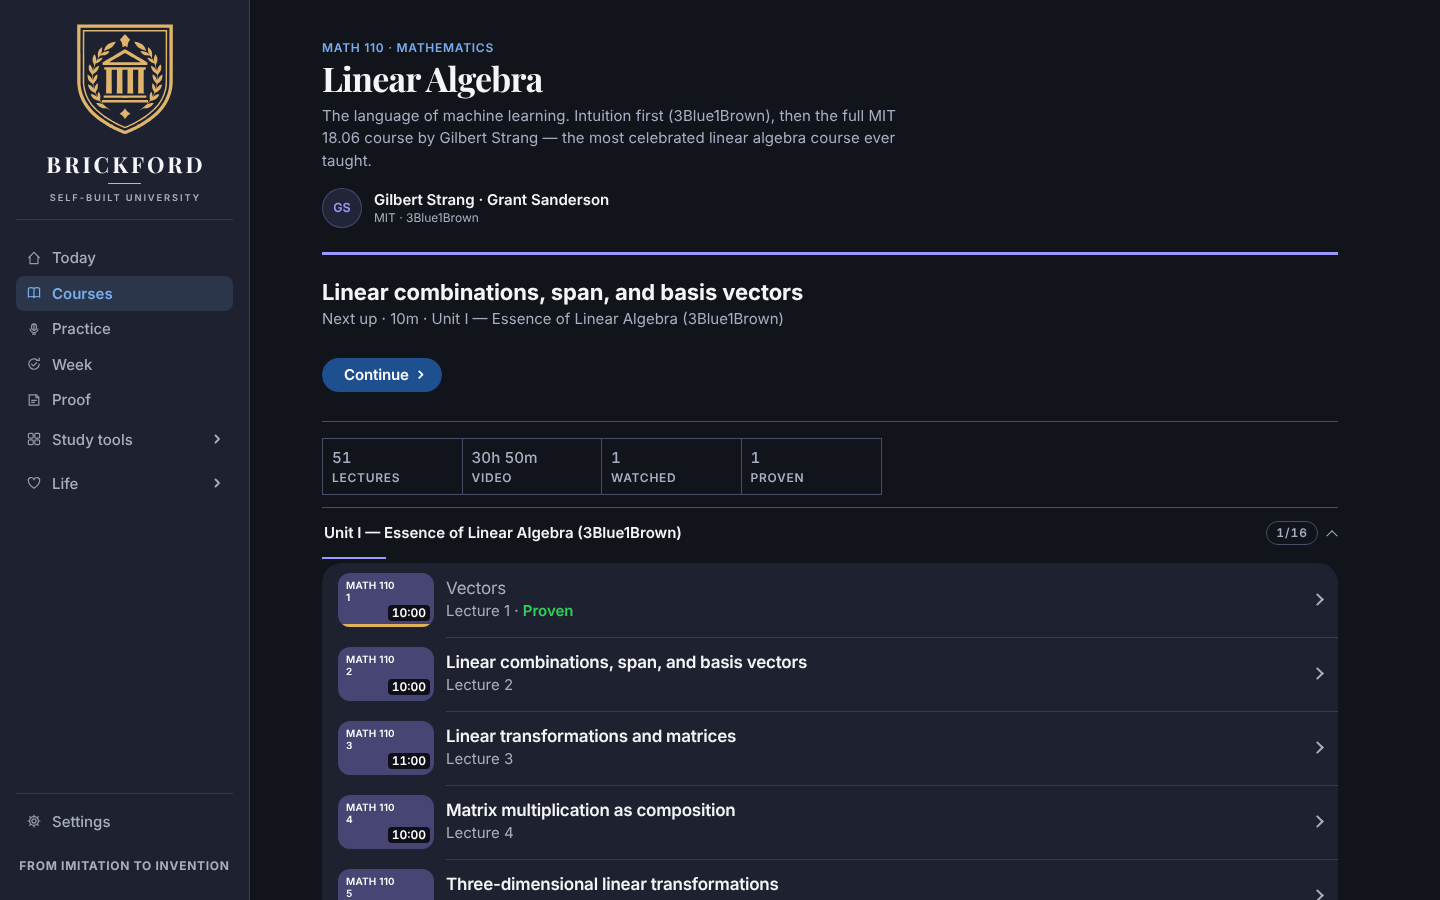 BRICKFORD
SELF-BUILT UNIVERSITY
Today
Courses
Practice
Week
Proof
Study tools
Life
Settings
FROM IMITATION TO INVENTION
MATH 110 · MATHEMATICS
Linear Algebra
The language of machine learning. Intuition first (3Blue1Brown), then the full MIT
18.06 course by Gilbert Strang — the most celebrated linear algebra course ever
taught.
GS
Gilbert Strang · Grant Sanderson
MIT · 3Blue1Brown
Linear combinations, span, and basis vectors
Next up · 10m · Unit I — Essence of Linear Algebra (3Blue1Brown)
Continue
51
LECTURES
30h 50m
VIDEO
1
WATCHED
1
PROVEN
Unit I — Essence of Linear Algebra (3Blue1Brown)
1/16
MATH 110
1
10:00
Vectors
Lecture 1 · Proven
MATH 110
2
10:00
Linear combinations, span, and basis vectors
Lecture 2
MATH 110
3
11:00
Linear transformations and matrices
Lecture 3
MATH 110
4
10:00
Matrix multiplication as composition
Lecture 4
MATH 110
5
Three-dimensional linear transformations